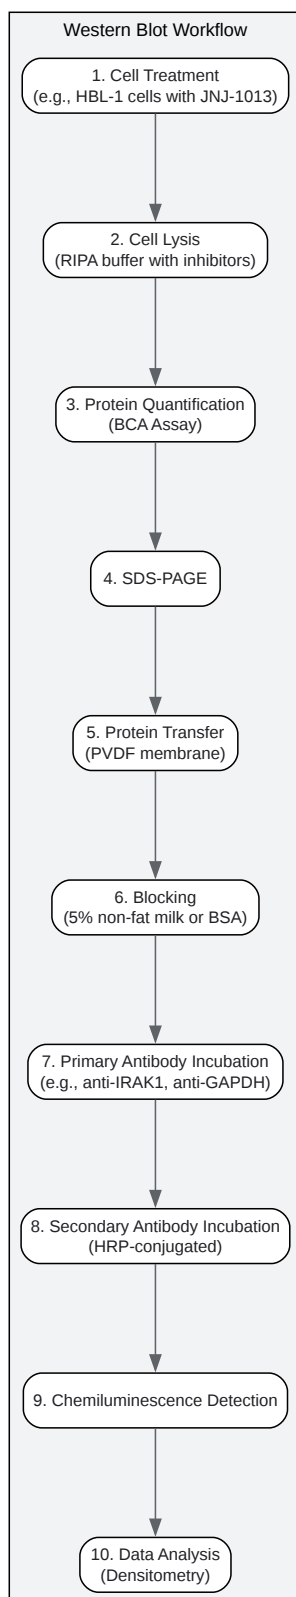 Western Blot Workflow
1. Cell Treatment
(e.g., HBL-1 cells with JNJ-1013)
2. Cell Lysis
(RIPA buffer with inhibitors)
3. Protein Quantification
(BCA Assay)
4. SDS-PAGE
5. Protein Transfer
(PVDF membrane)
6. Blocking
(5% non-fat milk or BSA)
7. Primary Antibody Incubation
(e.g., anti-IRAK1, anti-GAPDH)
8. Secondary Antibody Incubation
(HRP-conjugated)
9. Chemiluminescence Detection
10. Data Analysis
(Densitometry)